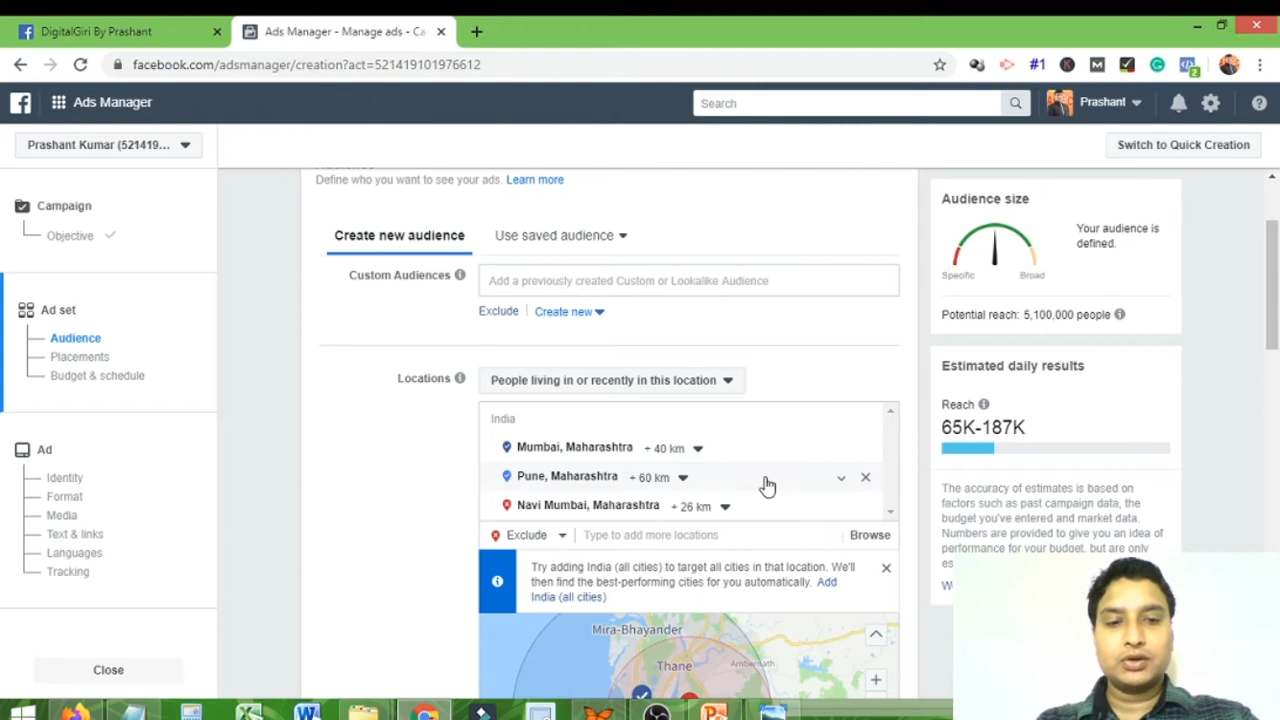 DigitalGiri By Prashant
Ads Manager - Manage ads - Ca
facebook.com/adsmanager/creation?act=521419101976612
#1
2
Ads Manager
Search
Prashant
Prashant Kumar (521419...
Switch to Quick Creation
Campaign
Objective
Ad set
Audience
Placements
Budget & schedule
Ad
Identity
Format
Media
Text & links
Languages
Tracking
Close
Define who you want to see your ads. Learn more
Create new audience
Use saved audience
Custom Audiences
Add a previously created Custom or Lookalike Audience
Exclude
Create new
Locations
People living in or recently in this location
India
Mumbai, Maharashtra + 40 km
Pune, Maharashtra + 60 km
Navi Mumbai, Maharashtra + 26 km
Exclude
Type to add more locations
Browse
Try adding India (all cities) to target all cities in that location. We'll
then find the best-performing cities for you automatically. Add
India (all cities)
Mira-Bhayander
Thane
Ambernath
Audience size
Your audience is
defined.
Specific
Broad
Potential reach: 5,100,000 people
Estimated daily results
Reach
65K-187K
The accuracy of estimates is based on
factors such as past campaign data, the
budget you've entered and market data.
Numbers are provided to give you an idea of
performance for your budget, but are only